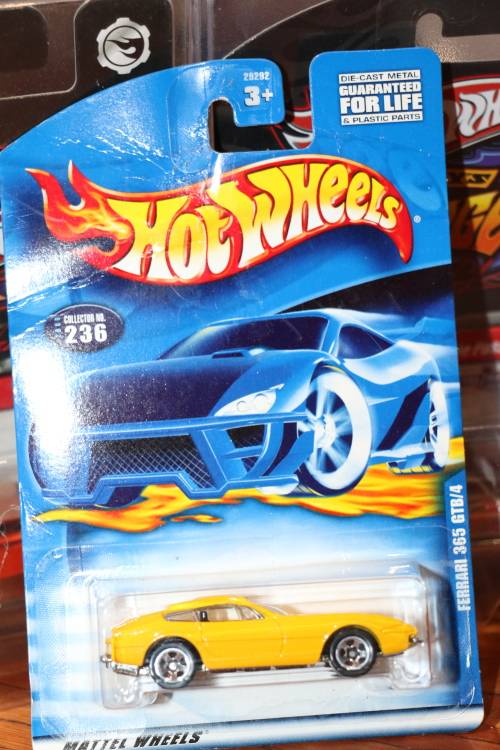 29292
3+
DIE-CAST METAL
GUARANTEED
FOR LIFE
& PLASTIC PARTS
HOT WHEELS®
COLLECTOR NO.
236
FERRARI 365 GTB/4
MATTEL WHEELS